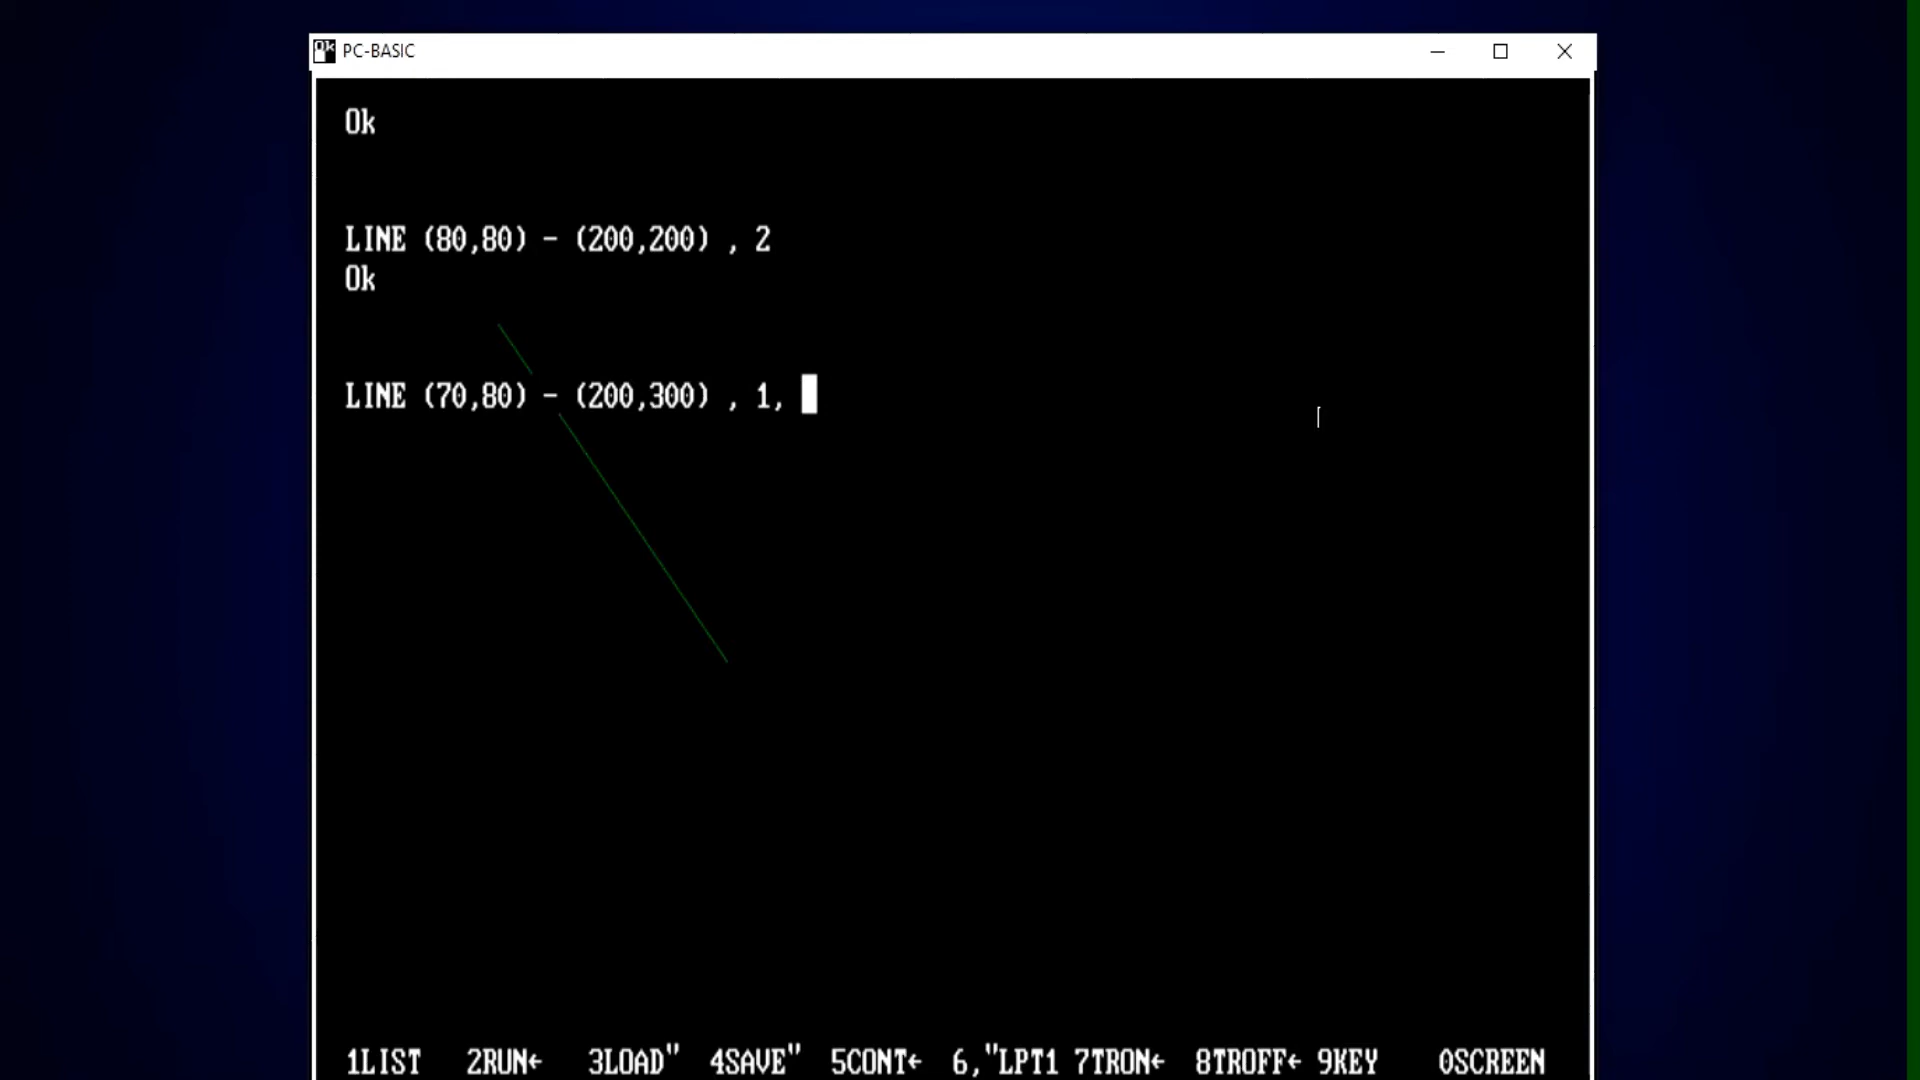 PC-BASIC
Ok
LINE (80,80) - (200,200) , 2
Ok
LINE (70,80) - (200,300) , 1,
1LIST 2RUN← 3LOAD" 4SAVE" 5CONT← 6,"LPT1 7TRON← 8TROFF← 9KEY 0SCREEN